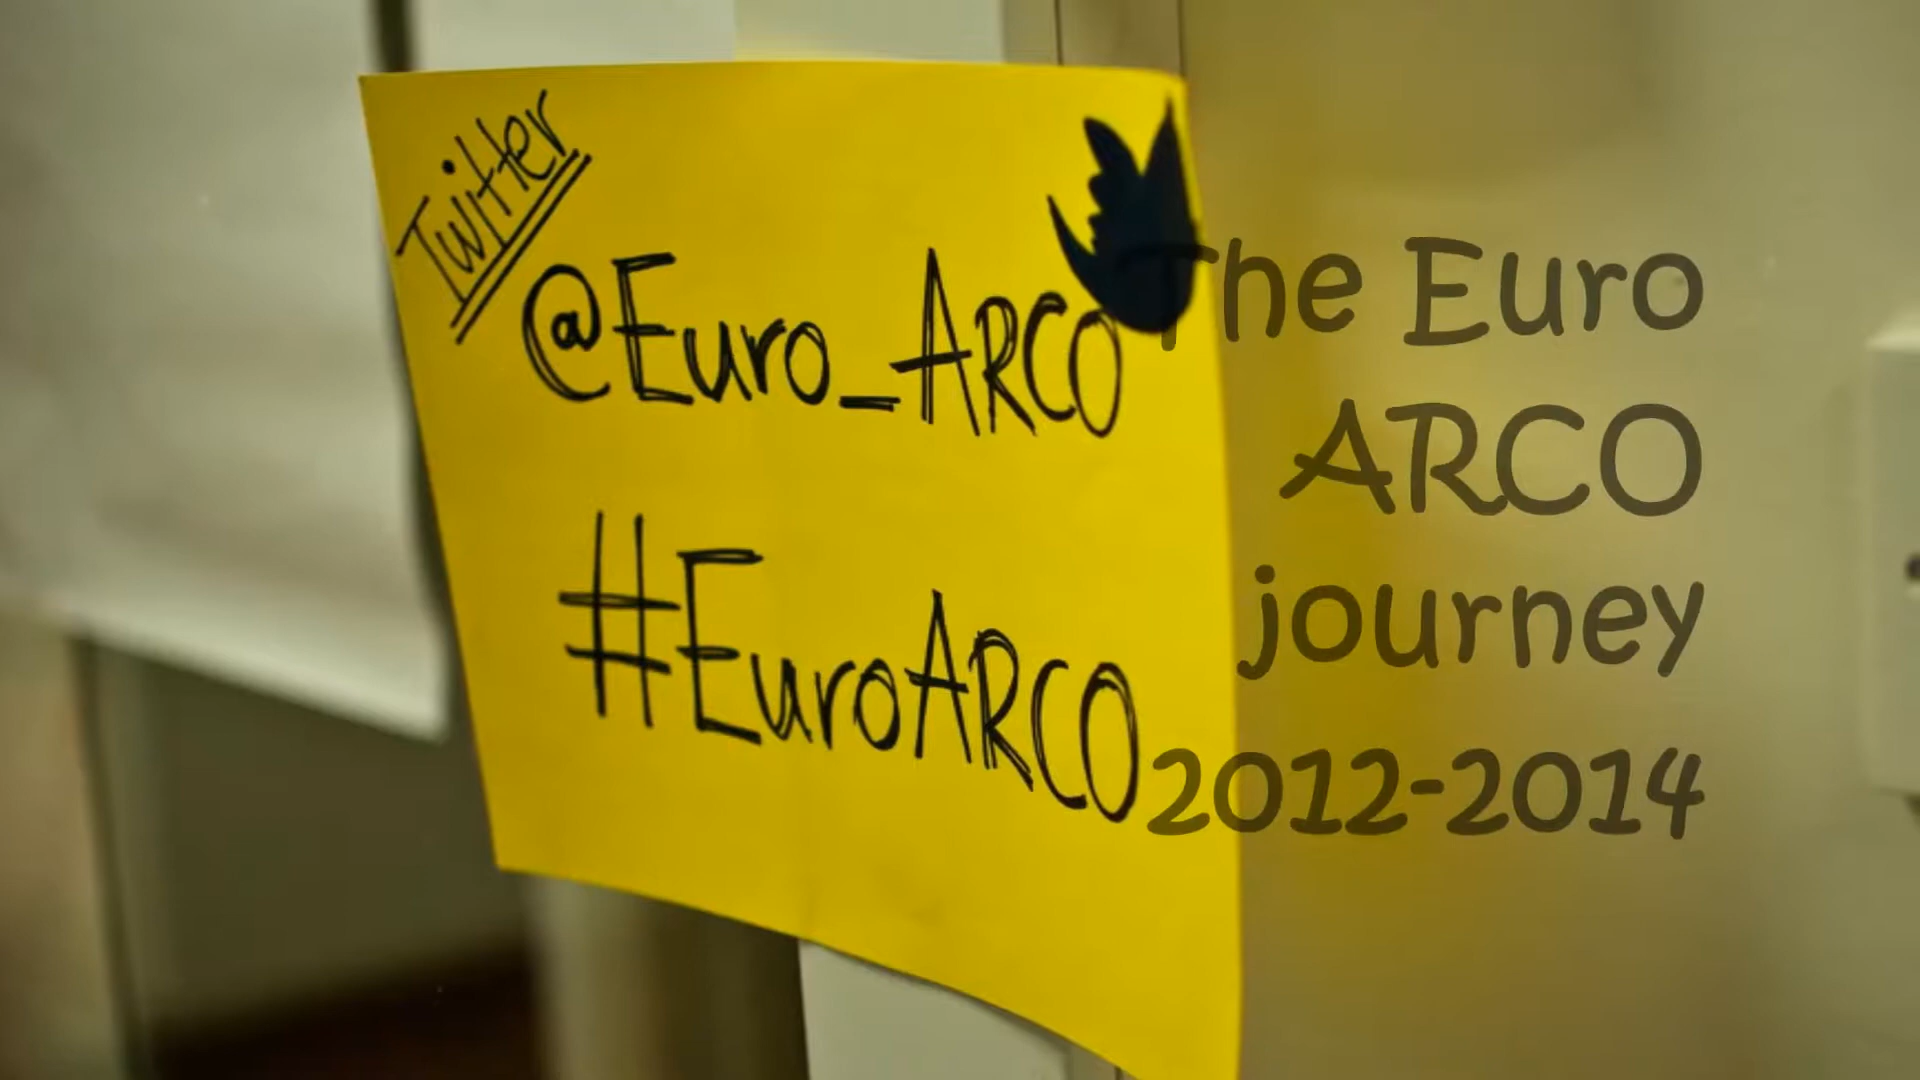 Twitter
@Euro_ARCO
#EuroARCO
The Euro
ARCO
journey
2012-2014